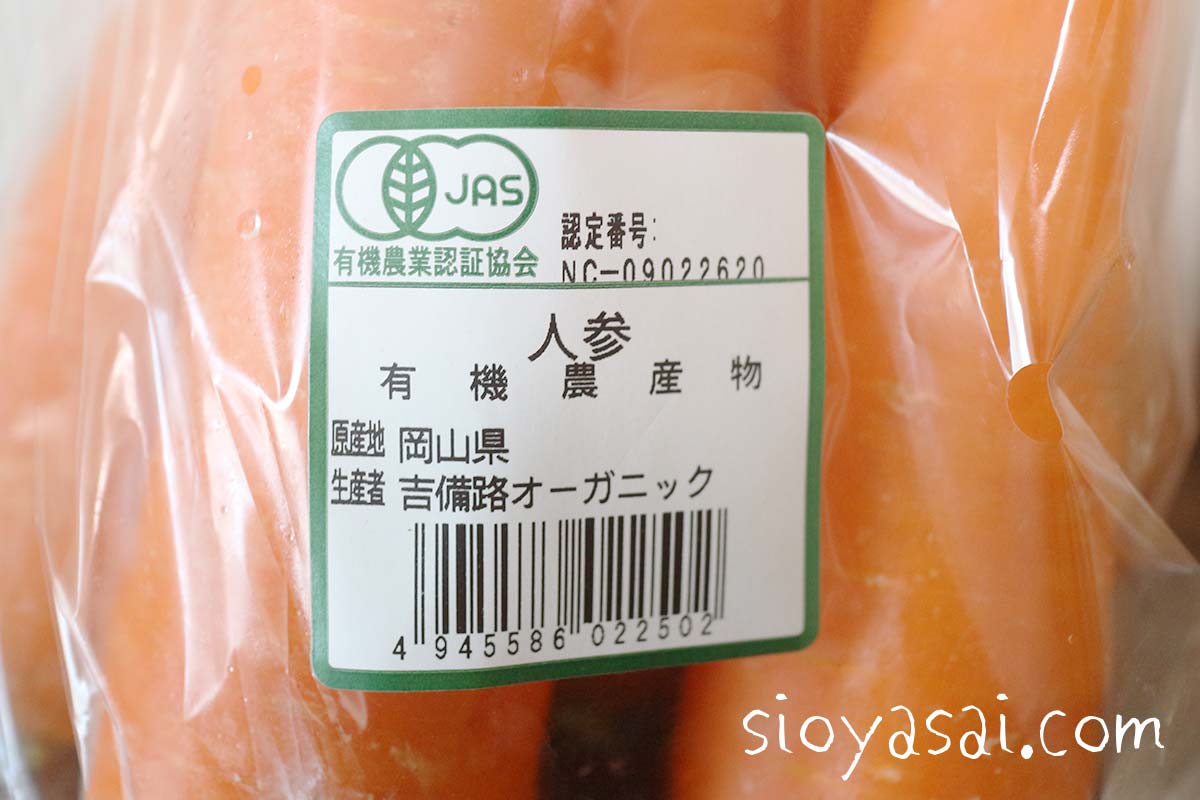 JAS
有機農業認証協会
認定番号:
NC-09022620
人参
有機農産物
原産地 岡山県
生産者 吉備路オーガニック
4 945586 022502
sioyasai.com